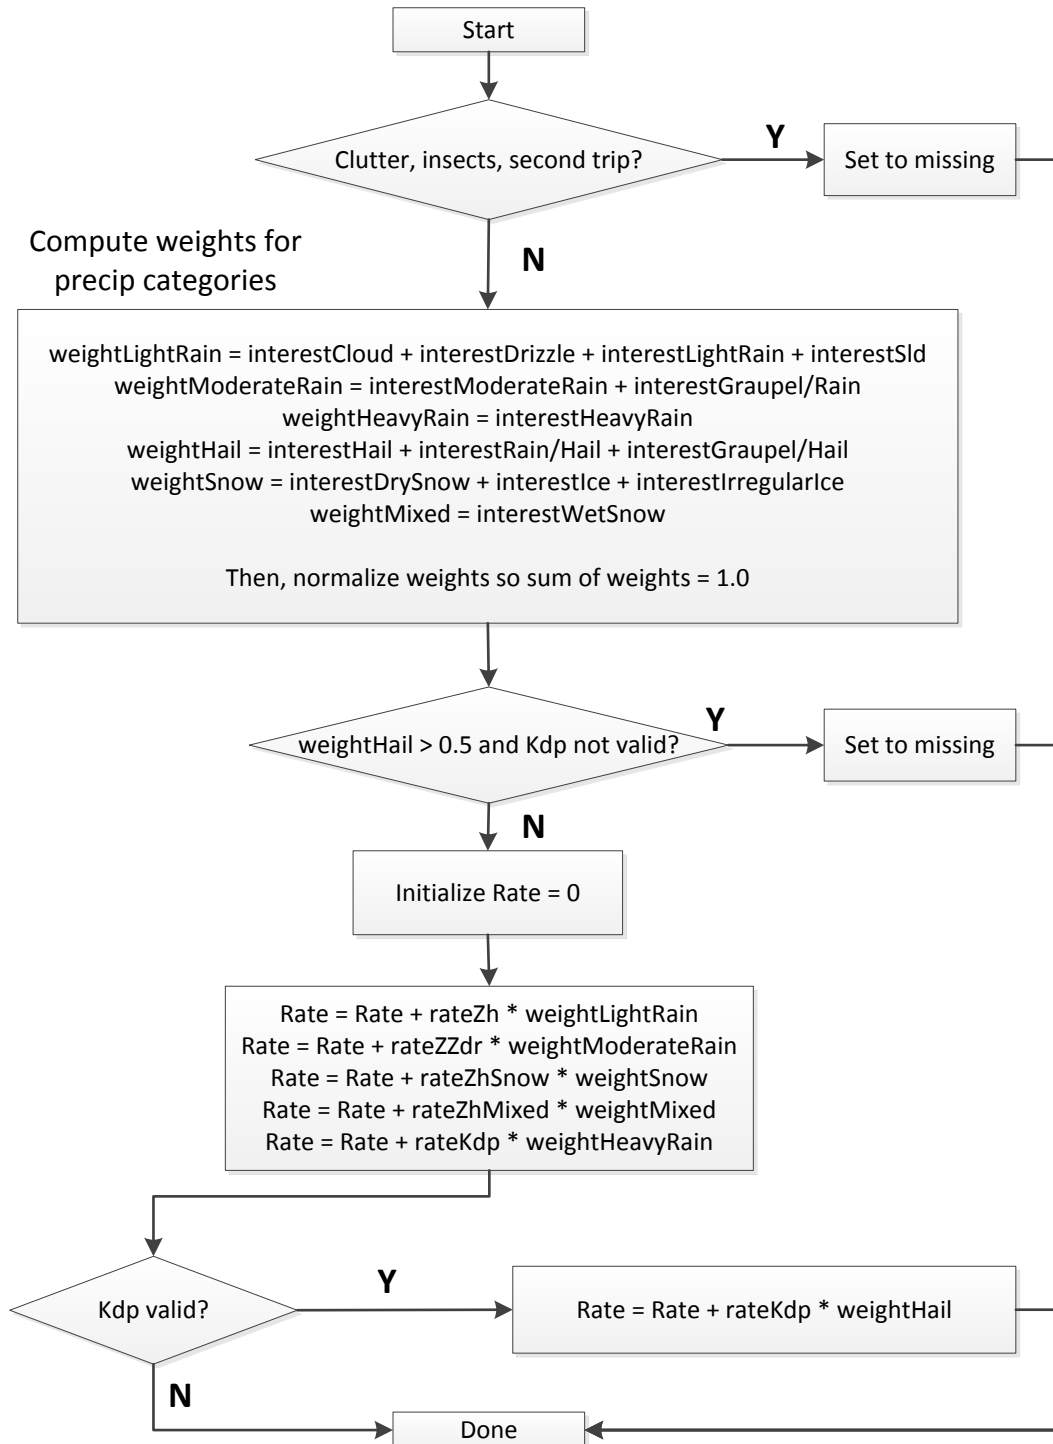 Start
Clutter, insects, second trip?
Y
Set to missing
N
Compute weights for
precip categories
weightLightRain = interestCloud + interestDrizzle + interestLightRain + interestSld
weightModerateRain = interestModerateRain + interestGraupel/Rain
weightHeavyRain = interestHeavyRain
weightHail = interestHail + interestRain/Hail + interestGraupel/Hail
weightSnow = interestDrySnow + interestIce + interestIrregularIce
weightMixed = interestWetSnow
Then, normalize weights so sum of weights = 1.0
weightHail > 0.5 and Kdp not valid?
Y
Set to missing
N
Initialize Rate = 0
Rate = Rate + rateZh * weightLightRain
Rate = Rate + rateZZdr * weightModerateRain
Rate = Rate + rateZhSnow * weightSnow
Rate = Rate + rateZhMixed * weightMixed
Rate = Rate + rateKdp * weightHeavyRain
Kdp valid?
Y
Rate = Rate + rateKdp * weightHail
N
Done